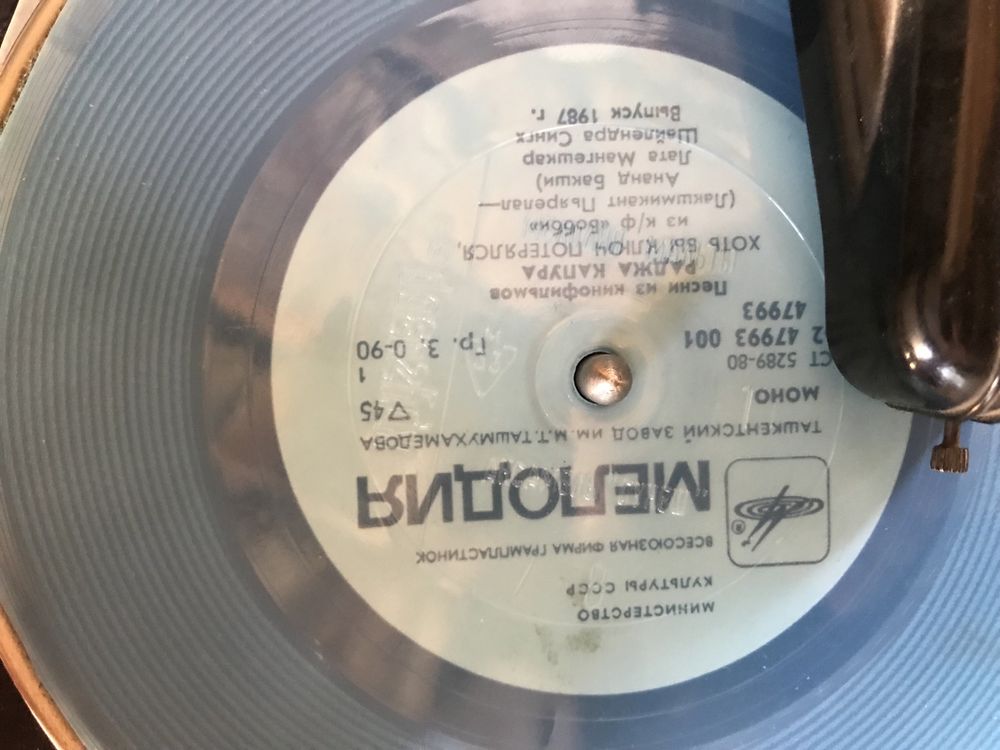 МИНИСТЕРСТВО
КУЛЬТУРЫ СССР
ВСЕСОЮЗНАЯ ФИРМА ГРАМПЛАСТИНОК
®
МЕЛОДИЯ
ТАШКЕНТСКИЙ ЗАВОД ИМ. М.Т.ТАШМУХАМЕДОВА
МОНО
▽45
СТ 5289-80
1
2 47993 001
Гр. 3. 0-90
47993
Песни из кинофильмов
РАДЖА КАПУРА
ХОТЬ БЫ КЛЮЧ ПОТЕРЯЛСЯ,
из к/ф «Бобби»
(Лакшмикант Пьярелал—
Ананд Бакши)
Лата Мангешкар
Шейлендра Сингх
Выпуск 1987 г.